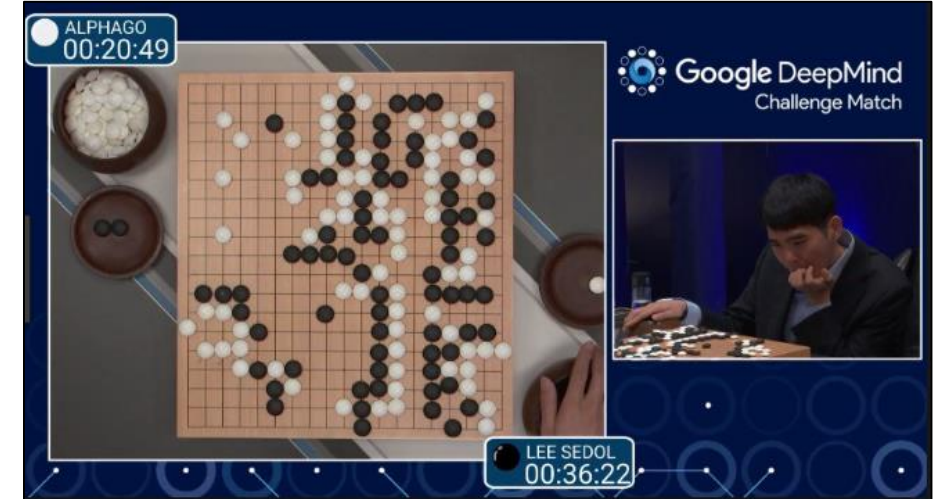 ALPHAGO
00:20:49
Google DeepMind
Challenge Match
LEE SEDOL
00:36:22